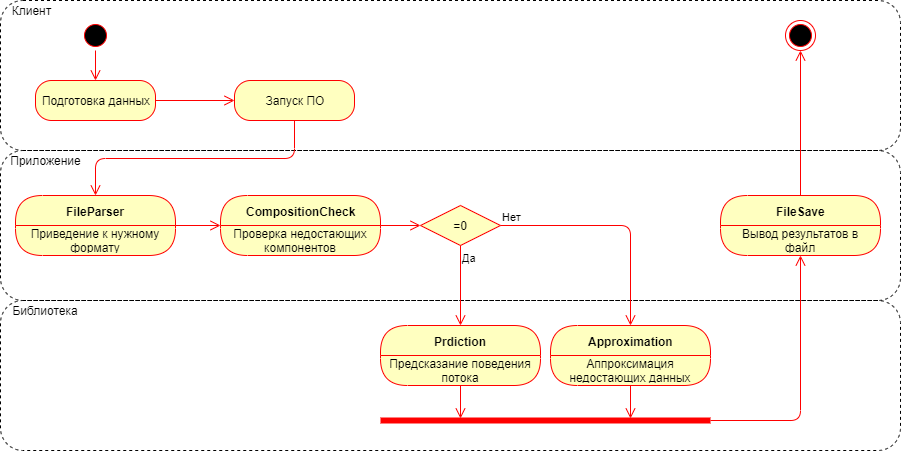 Клиент
Подготовка данных
Запуск ПО
Приложение
FileParser
Приведение к нужному
формату
CompositionCheck
Проверка недостающих
компонентов
=0
Нет
Да
FileSave
Вывод результатов в
файл
Библиотека
Prdiction
Предсказание поведения
потока
Approximation
Аппроксимация
недостающих данных